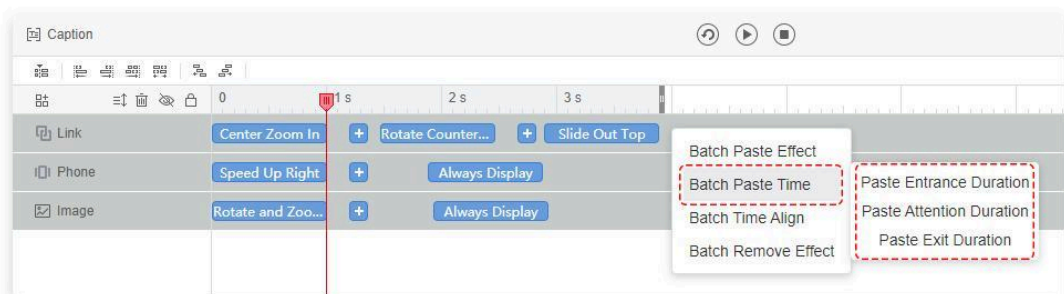 Caption
0 1 s 2 s 3 s
Link Center Zoom In + Rotate Counter... + Slide Out Top
Phone Speed Up Right + Always Display
Image Rotate and Zoo... + Always Display
Batch Paste Effect
Batch Paste Time
Batch Time Align
Batch Remove Effect
Paste Entrance Duration
Paste Attention Duration
Paste Exit Duration